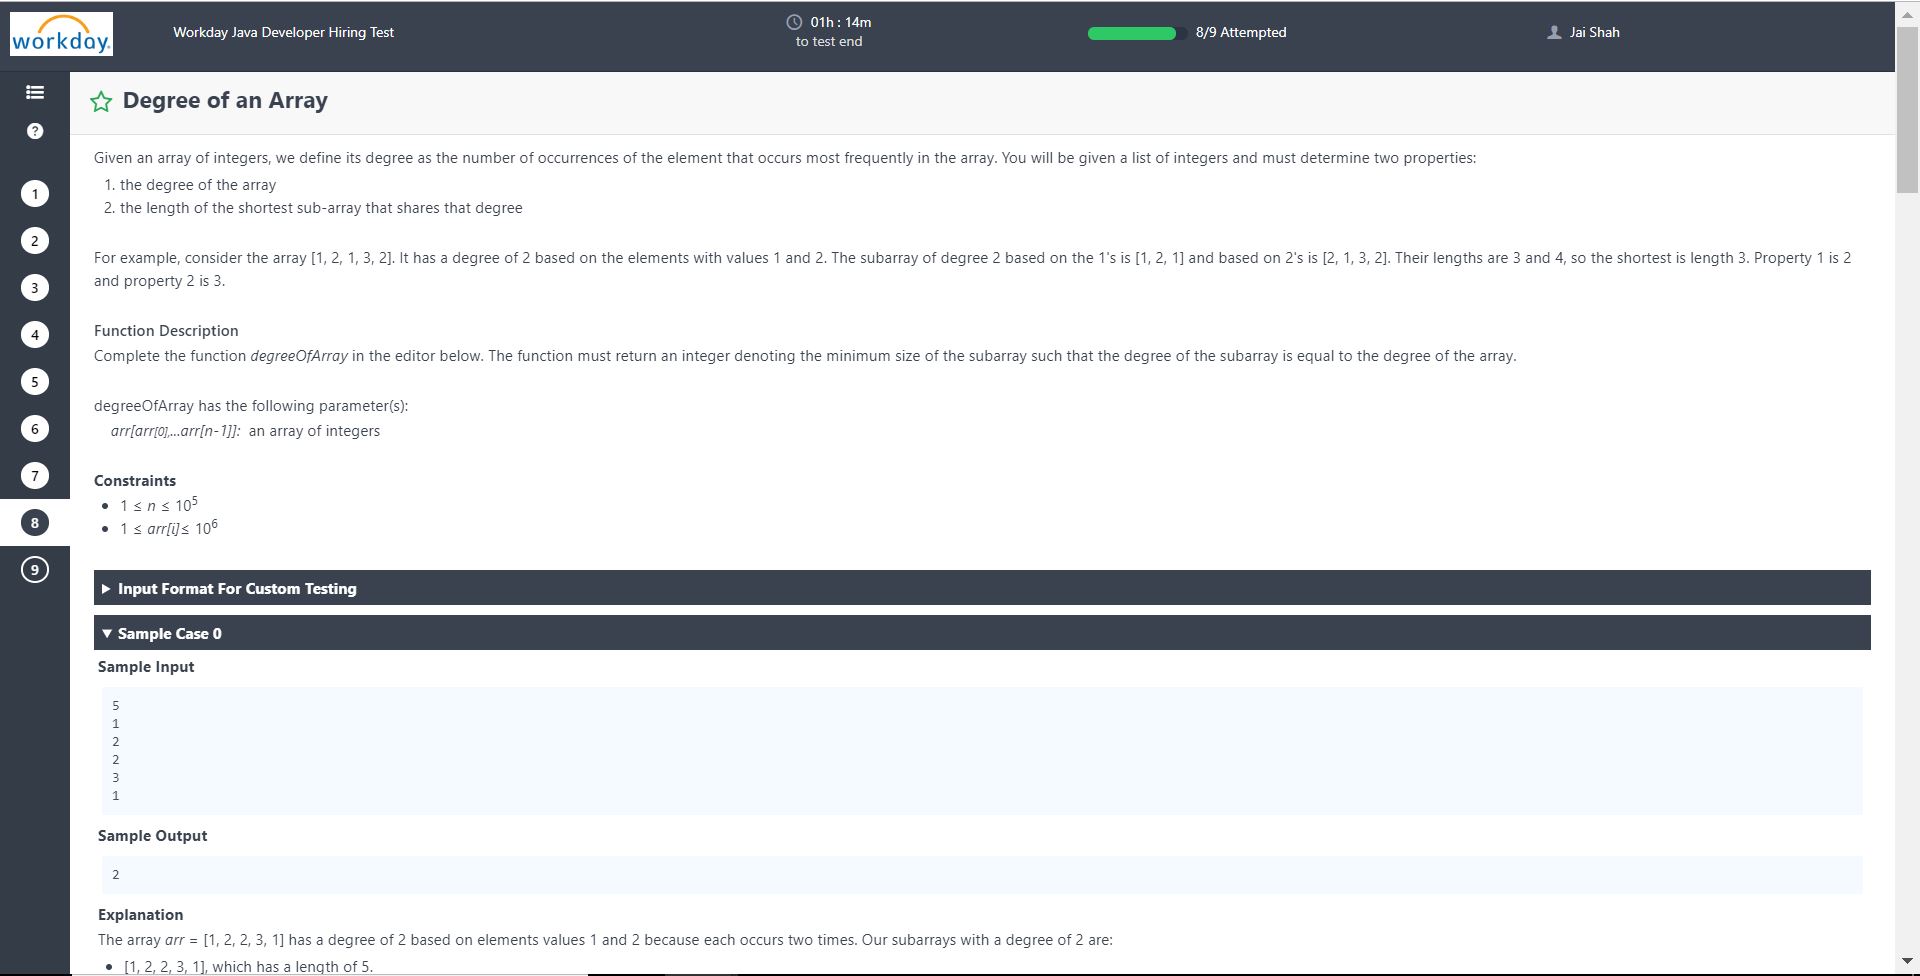 workday.
Workday Java Developer Hiring Test
01h : 14m
to test end
8/9 Attempted
Jai Shah
?
1
2
3
4
5
6
7
8
9
Degree of an Array
Given an array of integers, we define its degree as the number of occurrences of the element that occurs most frequently in the array. You will be given a list of integers and must determine two properties:
1. the degree of the array
2. the length of the shortest sub-array that shares that degree
For example, consider the array [1, 2, 1, 3, 2]. It has a degree of 2 based on the elements with values 1 and 2. The subarray of degree 2 based on the 1's is [1, 2, 1] and based on 2's is [2, 1, 3, 2]. Their lengths are 3 and 4, so the shortest is length 3. Property 1 is 2
and property 2 is 3.
Function Description
Complete the function degreeOfArray in the editor below. The function must return an integer denoting the minimum size of the subarray such that the degree of the subarray is equal to the degree of the array.
degreeOfArray has the following parameter(s):
arr[arr[0],...arr[n-1]]: an array of integers
Constraints
• 1 ≤ n ≤ 10⁵
• 1 ≤ arr[i]≤ 10⁶
Input Format For Custom Testing
Sample Case 0
Sample Input
5
1
2
2
3
1
Sample Output
2
Explanation
The array arr = [1, 2, 2, 3, 1] has a degree of 2 based on elements values 1 and 2 because each occurs two times. Our subarrays with a degree of 2 are:
• [1, 2, 2, 3, 1], which has a length of 5.